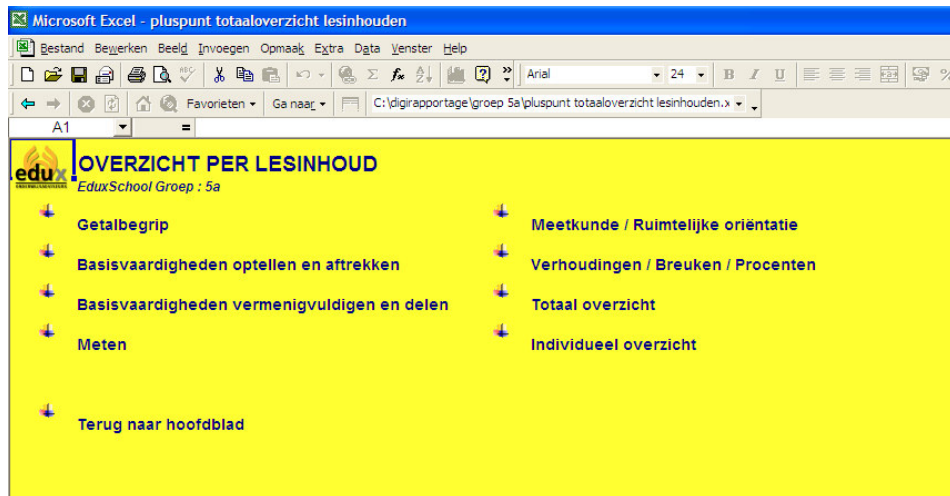 Microsoft Excel - pluspunt totaaloverzicht lesinhouden
Bestand Bewerken Beeld Invoegen Opmaak Extra Data Venster Help
Arial 24 B I U %
Favorieten Ga naar C:\digirapportage\groep 5a\pluspunt totaaloverzicht lesinhouden.x
A1 =
edux OVERZICHT PER LESINHOUD
EduxSchool Groep : 5a
Getalbegrip
Basisvaardigheden optellen en aftrekken
Basisvaardigheden vermenigvuldigen en delen
Meten
Terug naar hoofdblad
Meetkunde / Ruimtelijke oriëntatie
Verhoudingen / Breuken / Procenten
Totaal overzicht
Individueel overzicht